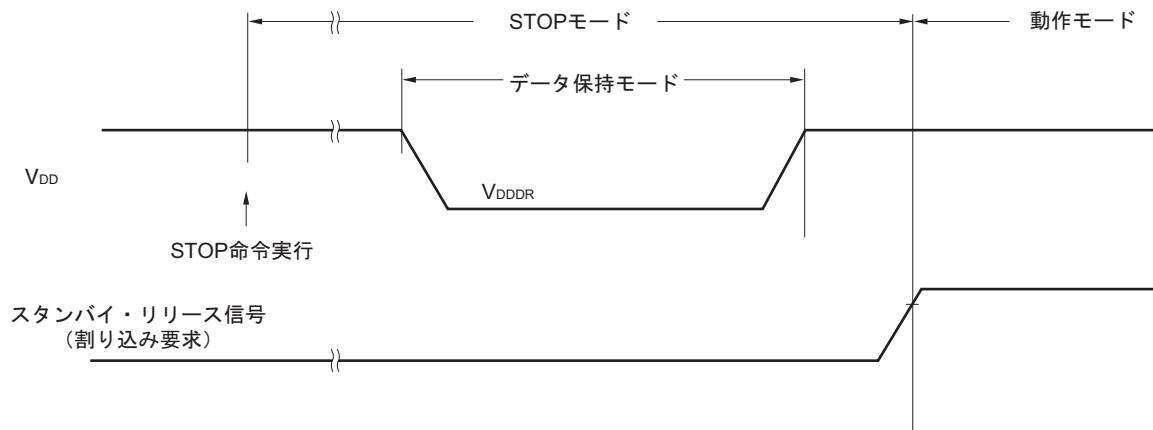 STOPモード
動作モード
データ保持モード
VDD
VDDDR
STOP命令実行
スタンバイ・リリース信号
（割り込み要求）